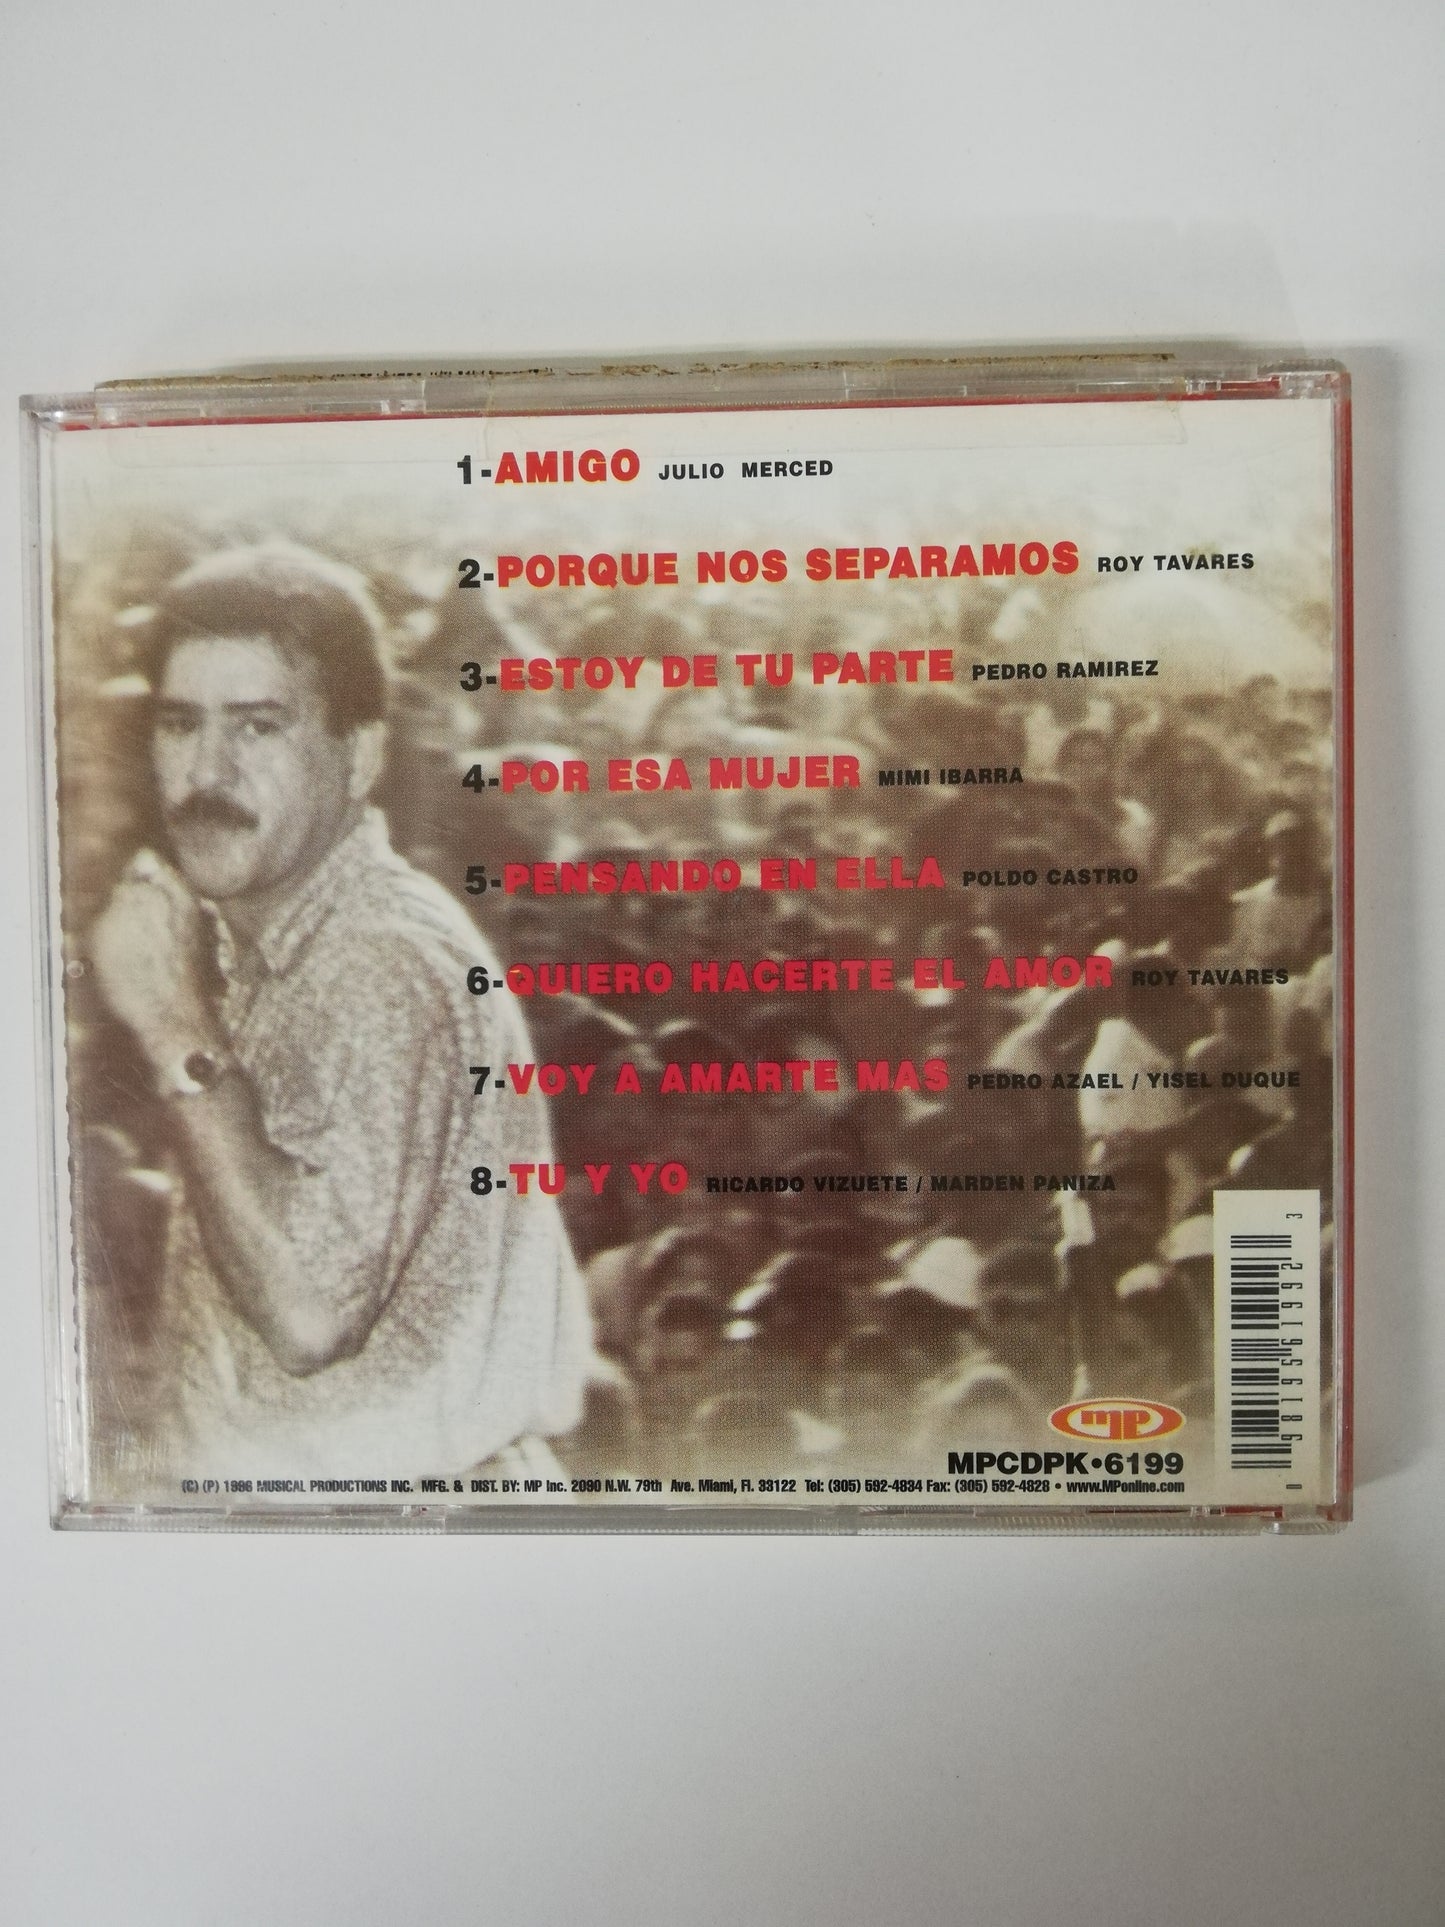 1-AMIGO JULIO MERCED
2-PORQUE NOS SEPARAMOS ROY TAVARES
3-ESTOY DE TU PARTE PEDRO RAMIREZ
4-POR ESA MUJER MIMI IBARRA
5-PENSANDO EN ELLA POLDO CASTRO
6-QUIERO HACERTE EL AMOR ROY TAVARES
7-VOY A AMARTE MAS PEDRO AZAEL / YISEL DUQUE
8-TU Y YO RICARDO VIZUETE / MARDEN PANIZA
MP
MPCDPK•6199
(C) (P) 1996 MUSICAL PRODUCTIONS INC. MFG. & DIST. BY: MP Inc. 2090 N.W. 79th Ave. Miami, Fl. 33122 Tel: (305) 592-4834 Fax: (305) 592-4828 • www.MPonline.com